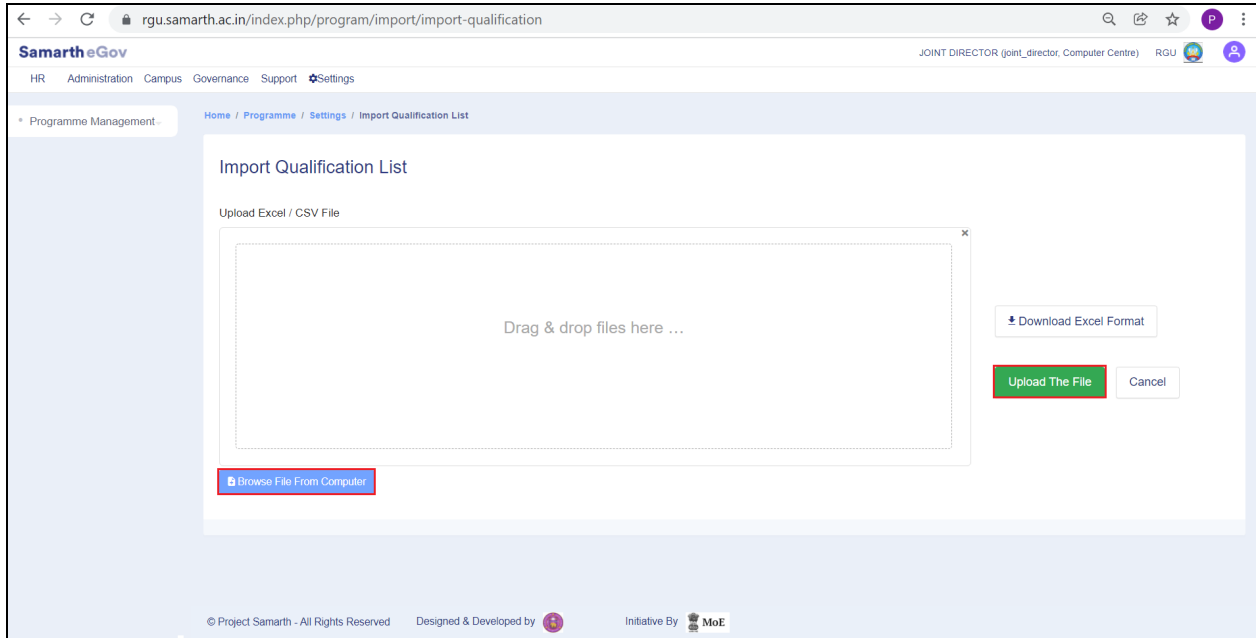 rgu.samarth.ac.in/index.php/program/import/import-qualification
P
Samarth eGov
JOINT DIRECTOR (joint_director, Computer Centre) RGU
HR Administration Campus Governance Support Settings
Programme Management
Home / Programme / Settings / Import Qualification List
Import Qualification List
Upload Excel / CSV File
Drag & drop files here …
Download Excel Format
Upload The File Cancel
Browse File From Computer
© Project Samarth - All Rights Reserved Designed & Developed by Initiative By MoE